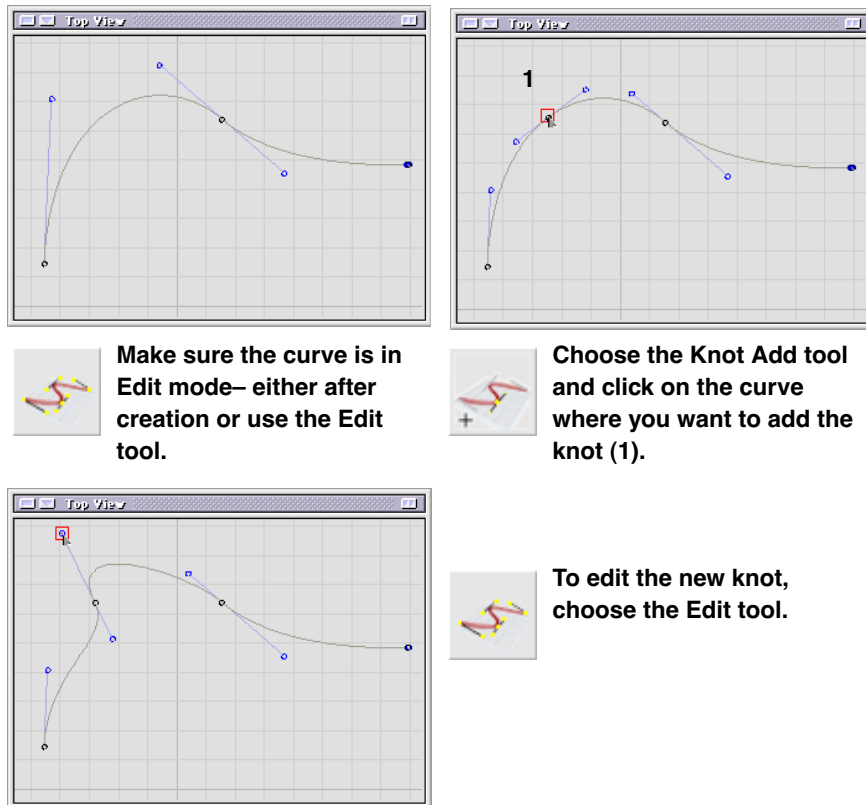 Top View
Top View
1
Make sure the curve is in
Edit mode– either after
creation or use the Edit
tool.
Choose the Knot Add tool
and click on the curve
where you want to add the
knot (1).
Top View
To edit the new knot,
choose the Edit tool.